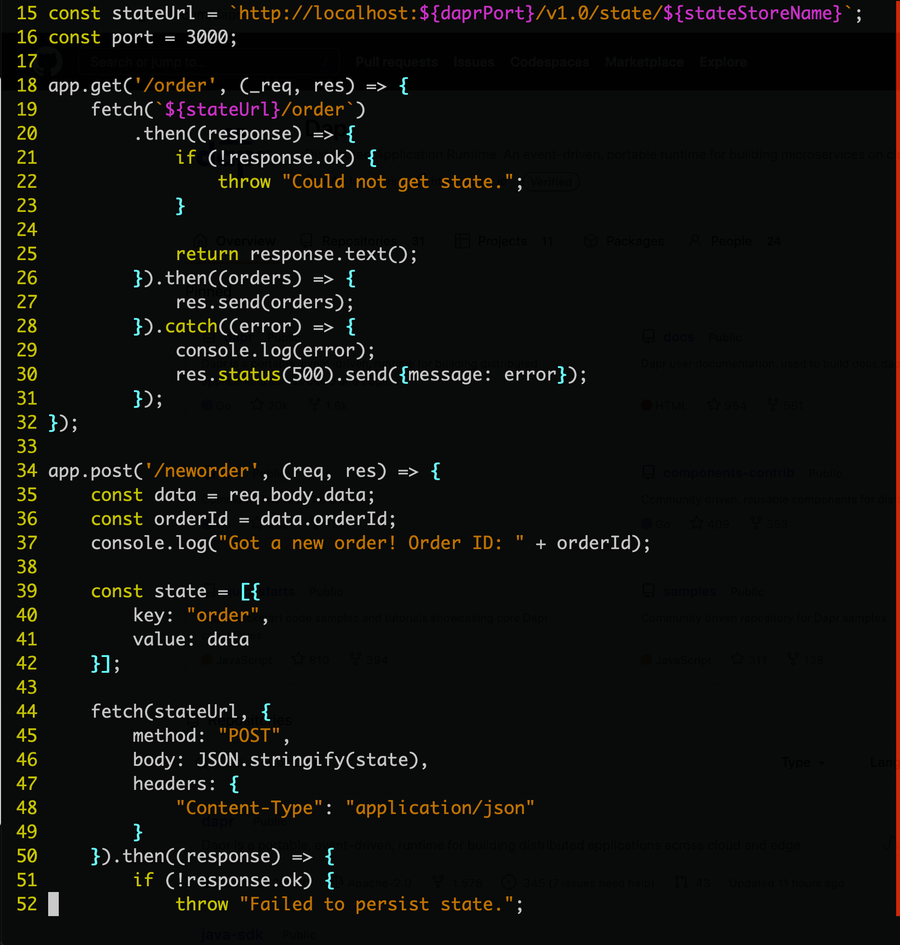 15 const stateUrl = `http://localhost:${daprPort}/v1.0/state/${stateStoreName}`;
16 const port = 3000;
17
18 app.get('/order', (_req, res) => {
19     fetch(`${stateUrl}/order`)
20         .then((response) => {
21             if (!response.ok) {
22                 throw "Could not get state.";
23             }
24
25             return response.text();
26         }).then((orders) => {
27             res.send(orders);
28         }).catch((error) => {
29             console.log(error);
30             res.status(500).send({message: error});
31         });
32 });
33
34 app.post('/neworder', (req, res) => {
35     const data = req.body.data;
36     const orderId = data.orderId;
37     console.log("Got a new order! Order ID: " + orderId);
38
39     const state = [{
40         key: "order",
41         value: data
42     }];
43
44     fetch(stateUrl, {
45         method: "POST",
46         body: JSON.stringify(state),
47         headers: {
48             "Content-Type": "application/json"
49         }
50     }).then((response) => {
51         if (!response.ok) {
52             throw "Failed to persist state.";